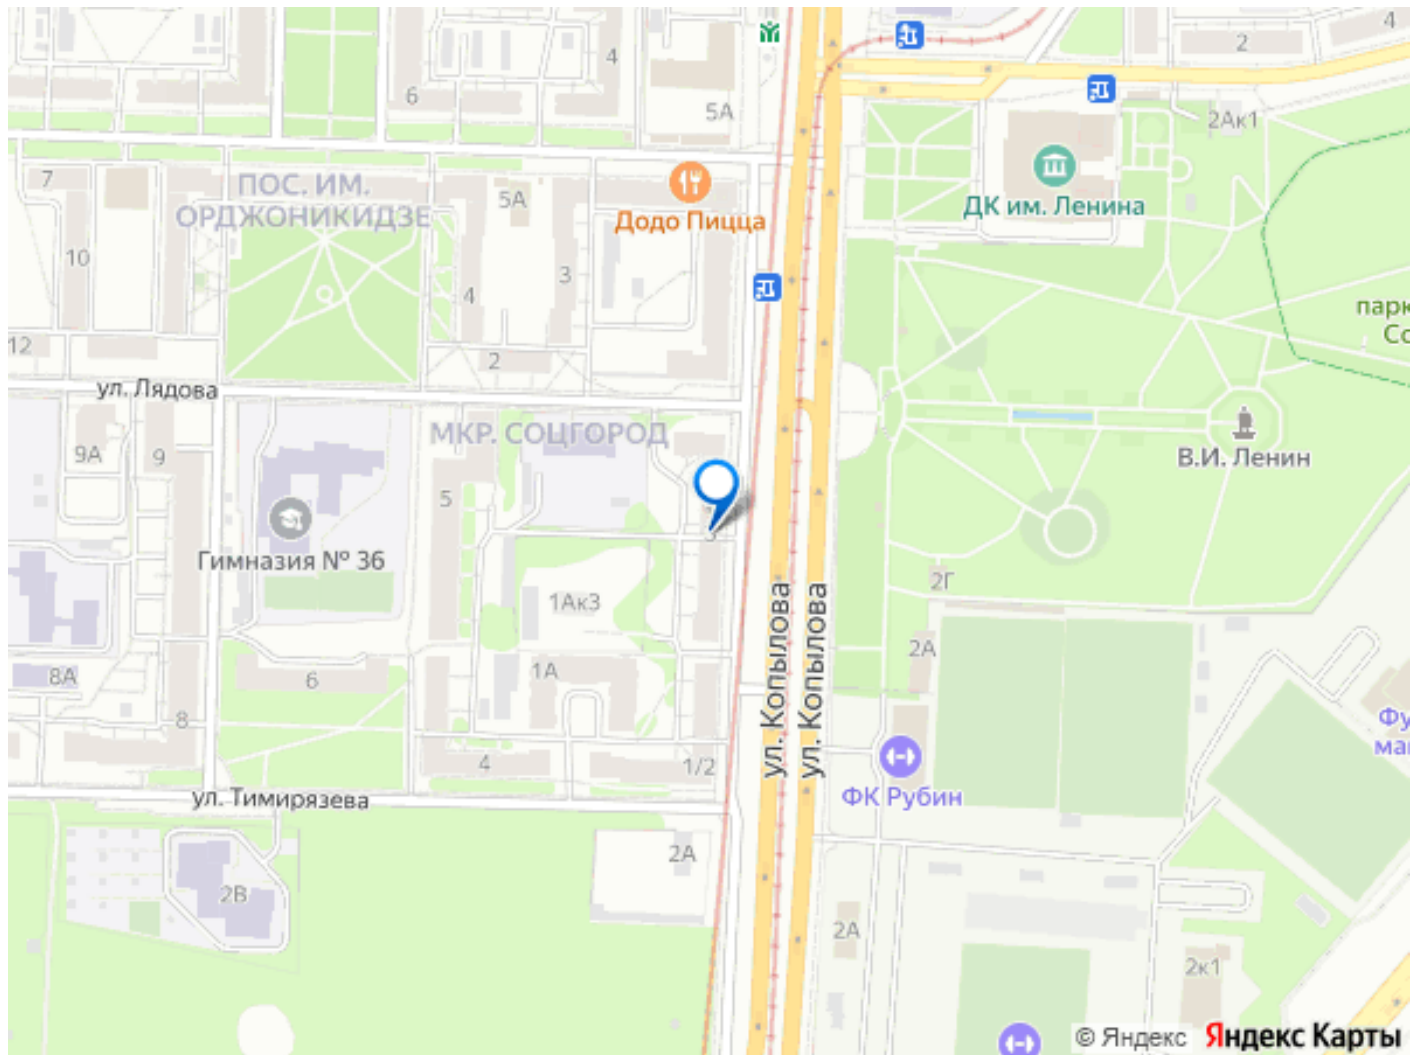 4
2
4
6
5А
2Ак1
7
ПОС. ИМ.
ОРДЖОНИКИДЗЕ
5А
Додо Пицца
ДК им. Ленина
10
3
4
12
2
ул. Лядова
МКР. СОЦГОРОД
9А
9
5
В.И. Ленин
Гимназия № 36
3
2Г
1Ак3
ул. Копылова
ул. Копылова
2А
8А
6
1А
8
4
1/2
ул. Тимирязева
ФК Рубин
2А
2В
2А
2к1
© Яндекс Яндекс Карты